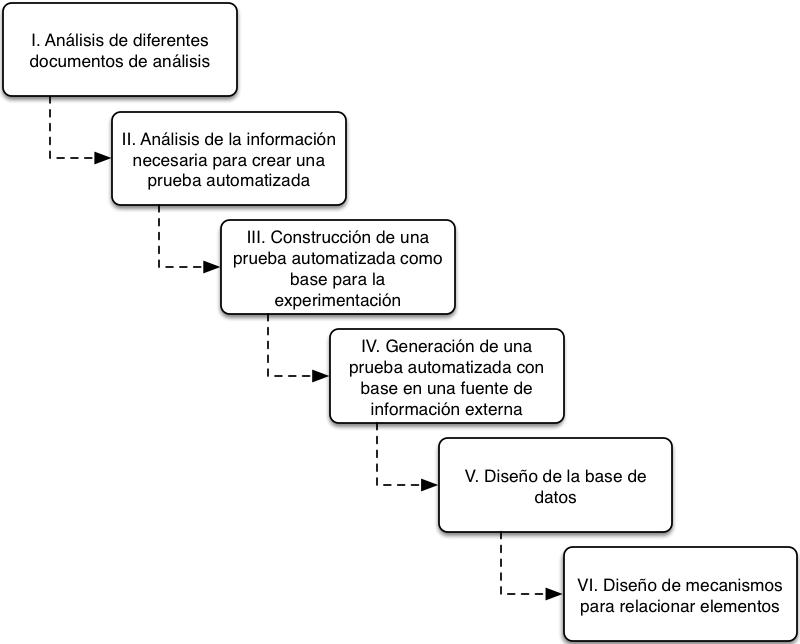 I. Análisis de diferentes
documentos de análisis
II. Análisis de la información
necesaria para crear una
prueba automatizada
III. Construcción de una
prueba automatizada como
base para la
experimentación
IV. Generación de una
prueba automatizada con
base en una fuente de
información externa
V. Diseño de la base de
datos
VI. Diseño de mecanismos
para relacionar elementos